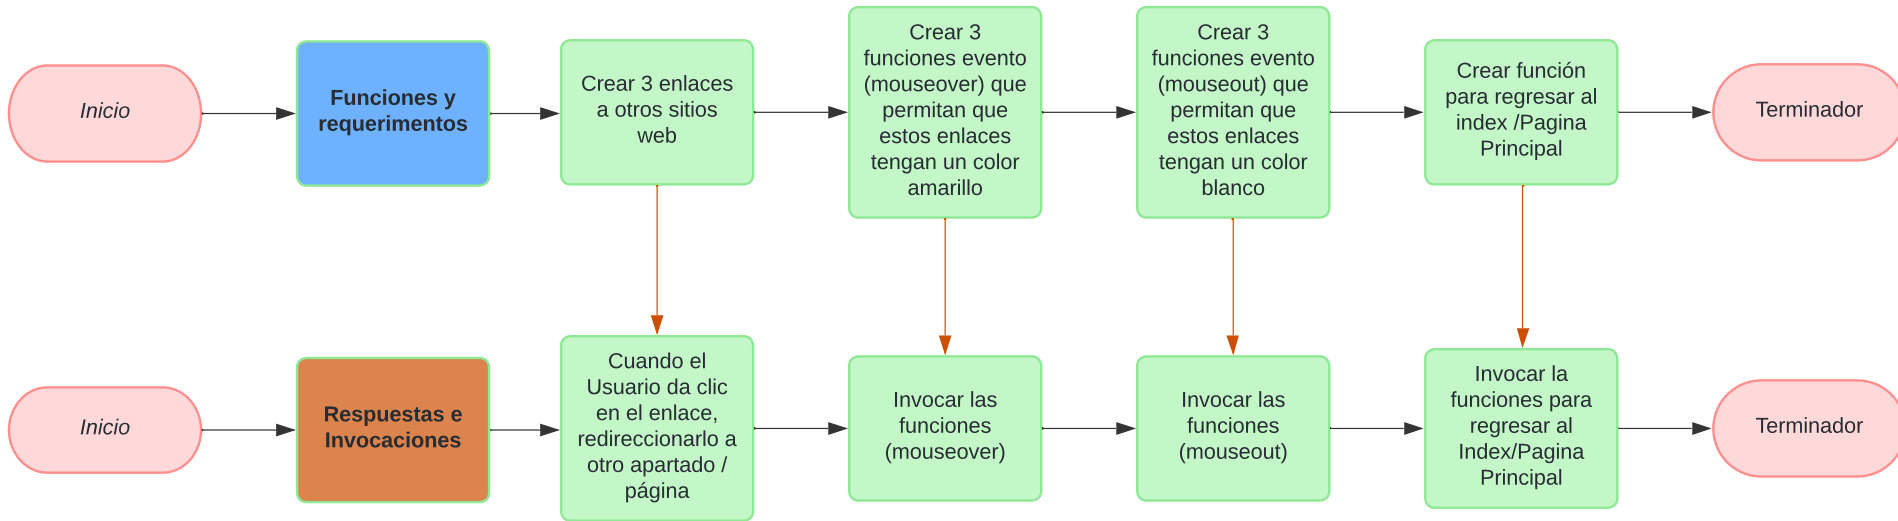 Inicio
Funciones y
requerimentos
Crear 3 enlaces
a otros sitios
web
Crear 3
funciones evento
(mouseover) que
permitan que
estos enlaces
tengan un color
amarillo
Crear 3
funciones evento
(mouseout) que
permitan que
estos enlaces
tengan un color
blanco
Crear función
para regresar al
index /Pagina
Principal
Terminador
Inicio
Respuestas e
Invocaciones
Cuando el
Usuario da clic
en el enlace,
redireccionarlo a
otro apartado /
página
Invocar las
funciones
(mouseover)
Invocar las
funciones
(mouseout)
Invocar la
funciones para
regresar al
Index/Pagina
Principal
Terminador